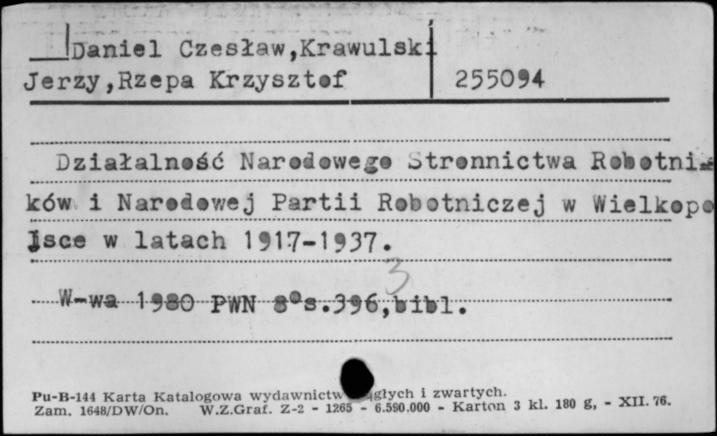 Daniel Czesław,Krawulski
Jerzy,Rzepa Krzysztof
255094
Działalność Narodowego Stronnictwa Robotni-
ków i Narodowej Partii Robotniczej w Wielkopo
lsce w latach 1917-1937.
3
W-wa 1980 PWN 8°s.396,bibl.
Pu-B-144 Karta Katalogowa wydawnictw ągłych i zwartych.
Zam. 1648/DW/On. W.Z.Graf. Z-2 - 1265 - 6.590.000 - Karton 3 kl. 180 g, - XII. 76.